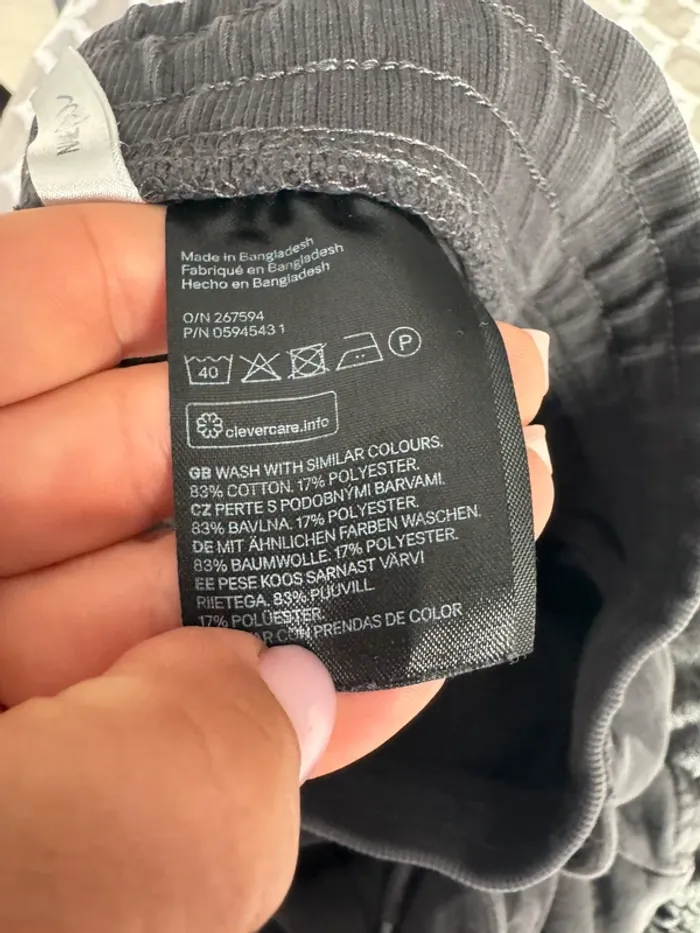 Made in Bangladesh
Fabriqué en Bangladesh
Hecho en Bangladesh
O/N 267594
P/N 0594543 1
40
P
clevercare.info
GB WASH WITH SIMILAR COLOURS.
83% COTTON. 17% POLYESTER.
CZ PERTE S PODOBNÝMI BARVAMI.
83% BAVLNA. 17% POLYESTER.
DE MIT ÄHNLICHEN FARBEN WASCHEN.
83% BAUMWOLLE. 17% POLYESTER.
EE PESE KOOS SARNAST VÄRVI
RIIETEGA. 83% PUUVILL.
17% POLÜESTER.
AR CON PRENDAS DE COLOR